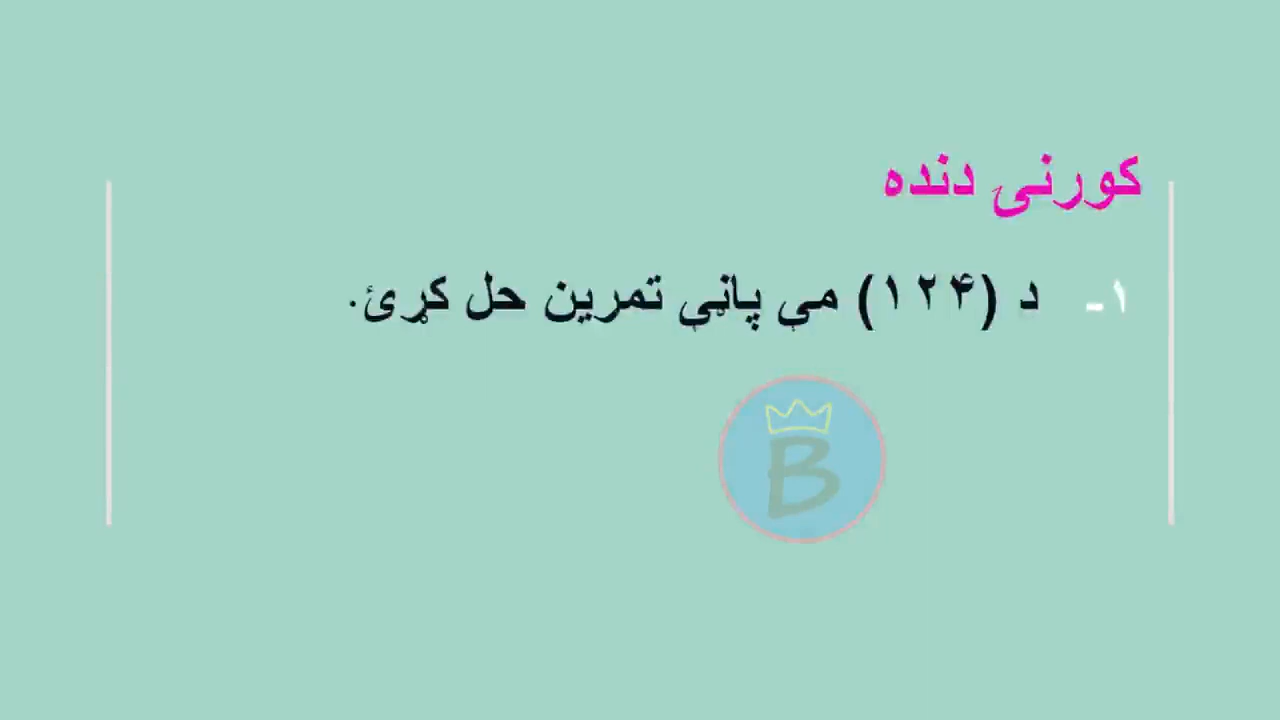 کورنۍ دنده
۱ـ د (۱۲۴) مې پاڼې تمرین حل کړئ.
B